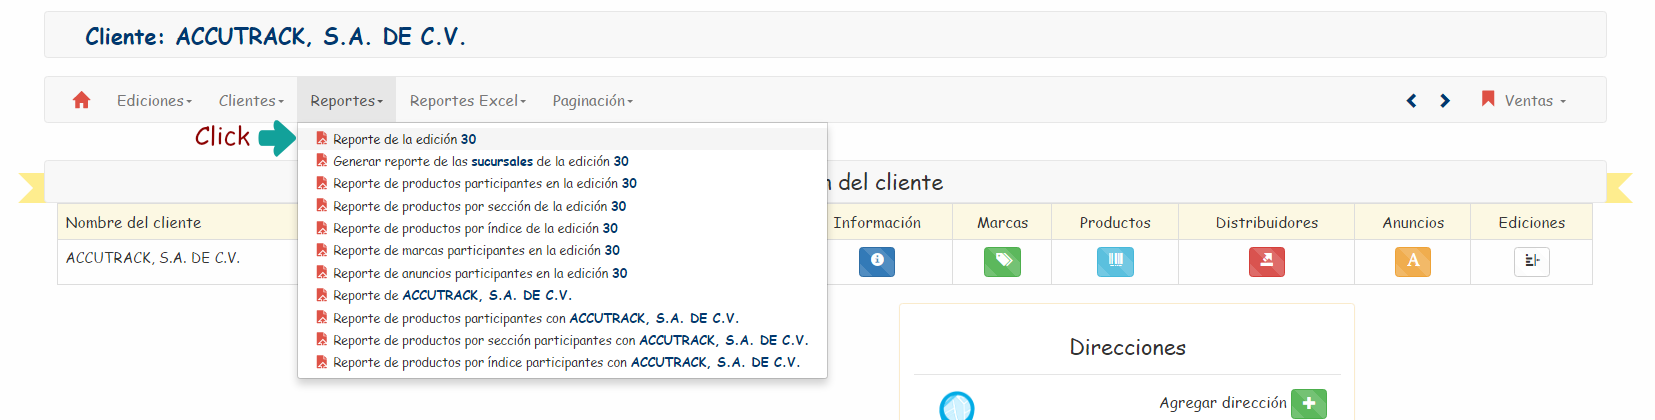 Cliente: ACCUTRACK, S.A. DE C.V.
Ediciones Clientes Reportes Reportes Excel Paginación Ventas
Click
Reporte de la edición 30
Generar reporte de las sucursales de la edición 30
Reporte de productos participantes en la edición 30
Reporte de productos por sección de la edición 30
Reporte de productos por índice de la edición 30
Reporte de marcas participantes en la edición 30
Reporte de anuncios participantes en la edición 30
Reporte de ACCUTRACK, S.A. DE C.V.
Reporte de productos participantes con ACCUTRACK, S.A. DE C.V.
Reporte de productos por sección participantes con ACCUTRACK, S.A. DE C.V.
Reporte de productos por índice participantes con ACCUTRACK, S.A. DE C.V.
del cliente
Nombre del cliente Información Marcas Productos Distribuidores Anuncios Ediciones
ACCUTRACK, S.A. DE C.V. A
Direcciones
Agregar dirección